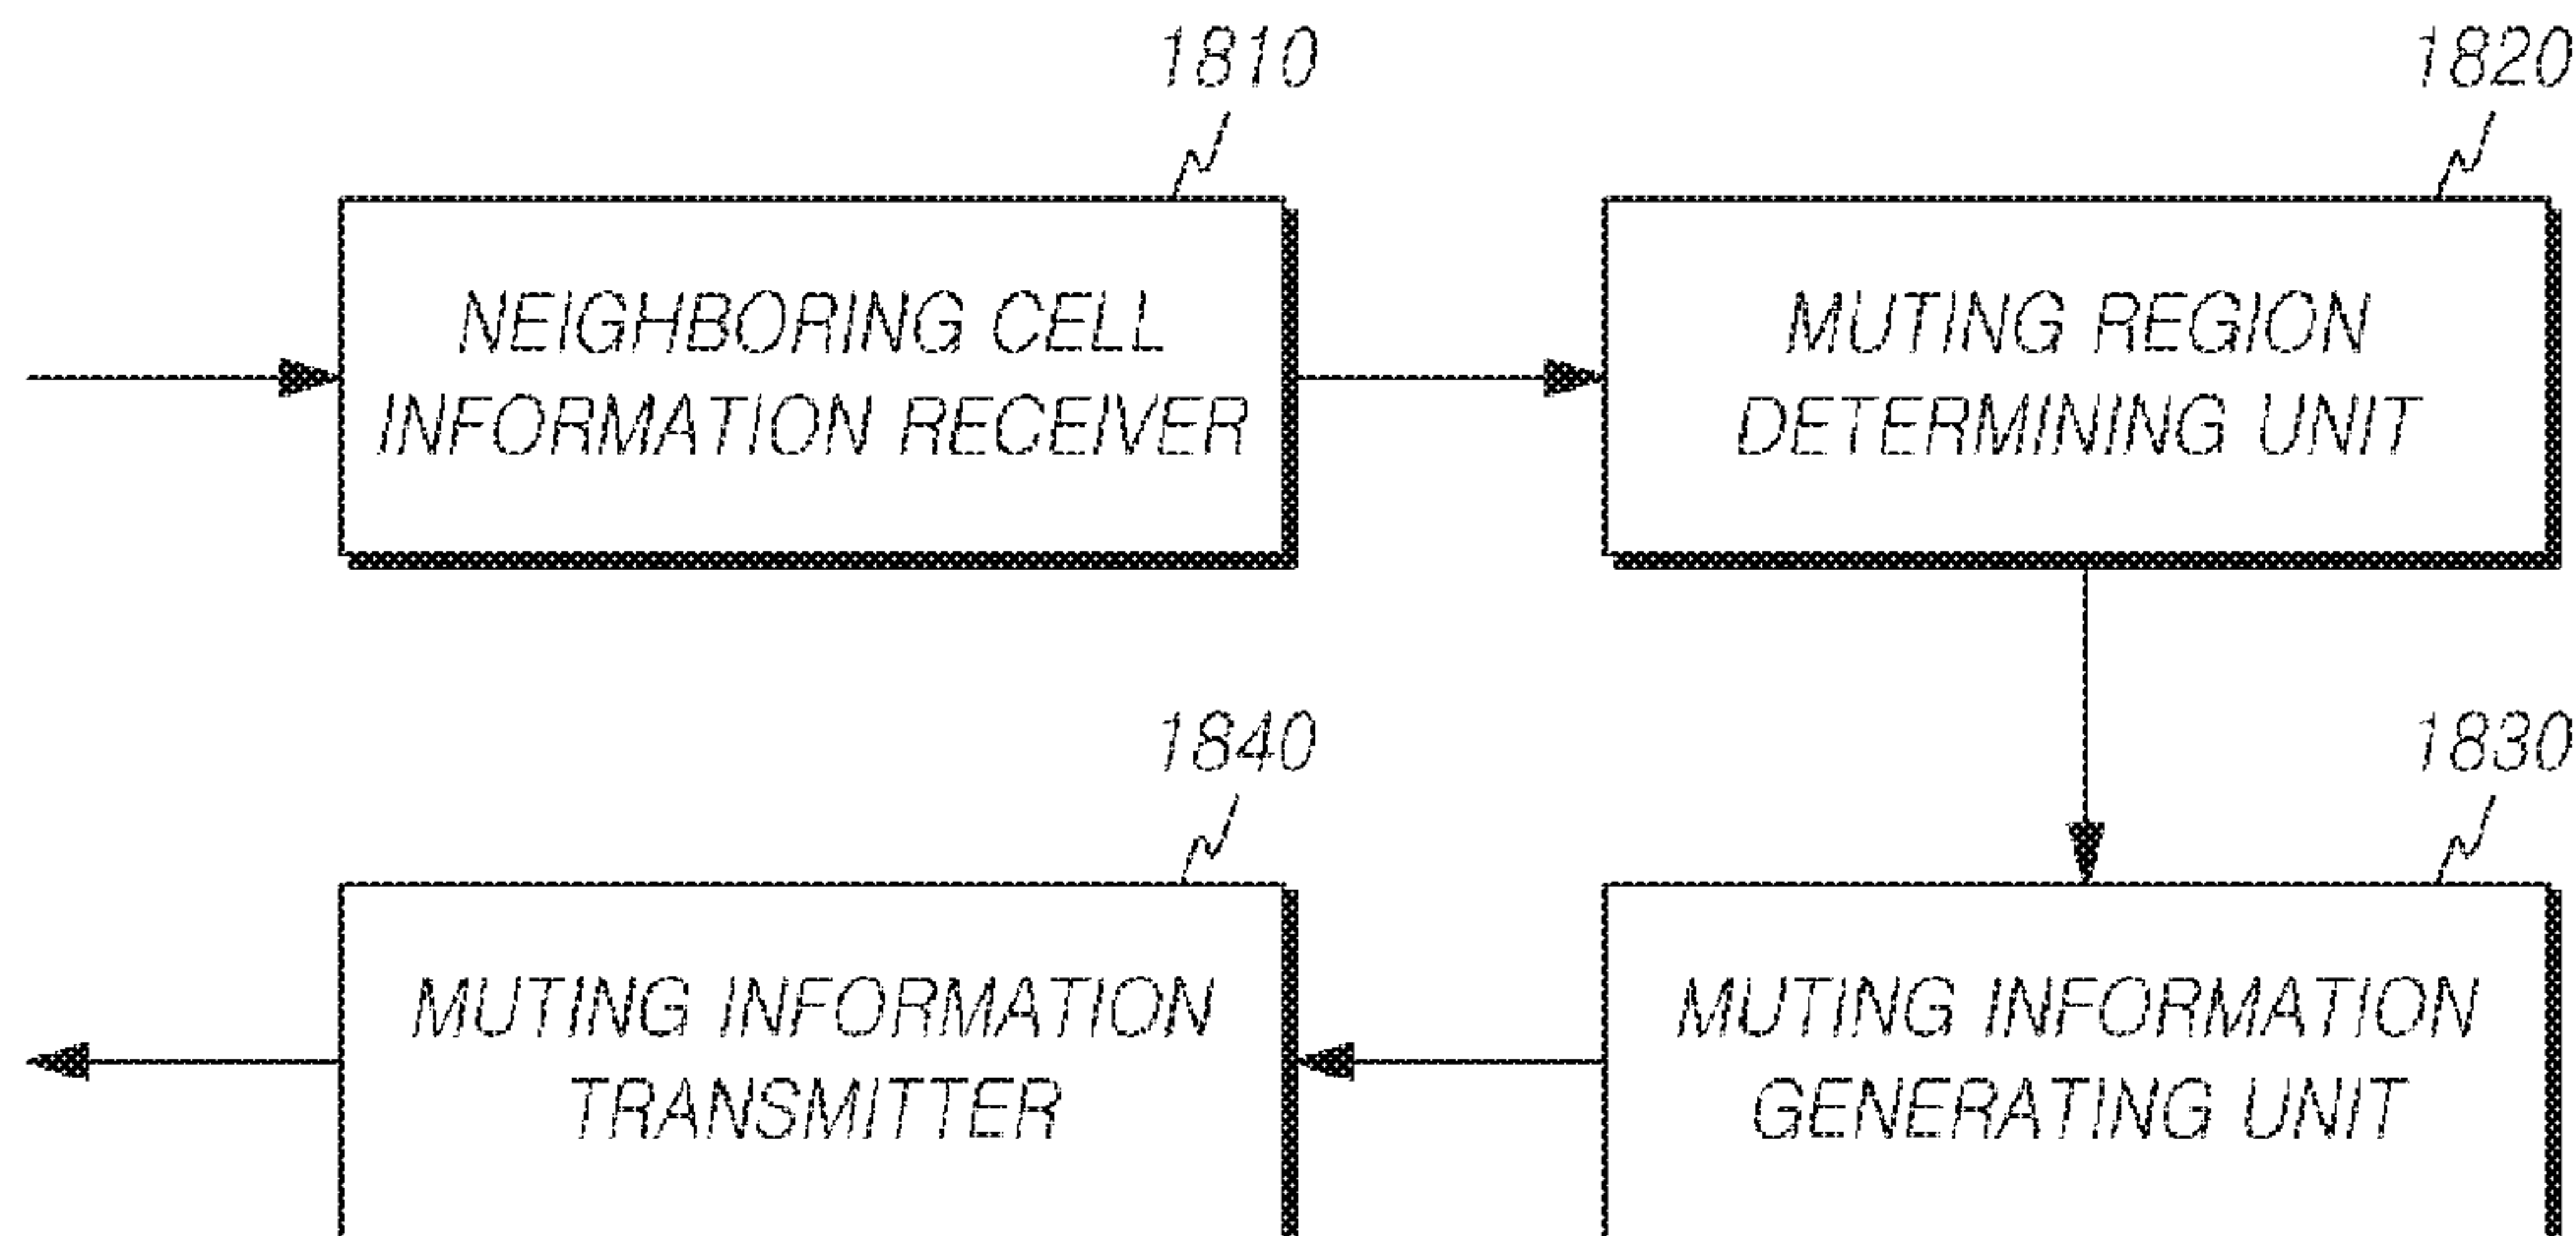 1810
1820
NEIGHBORING CELL
INFORMATION RECEIVER
MUTING REGION
DETERMINING UNIT
1840
1830
MUTING INFORMATION
TRANSMITTER
MUTING INFORMATION
GENERATING UNIT